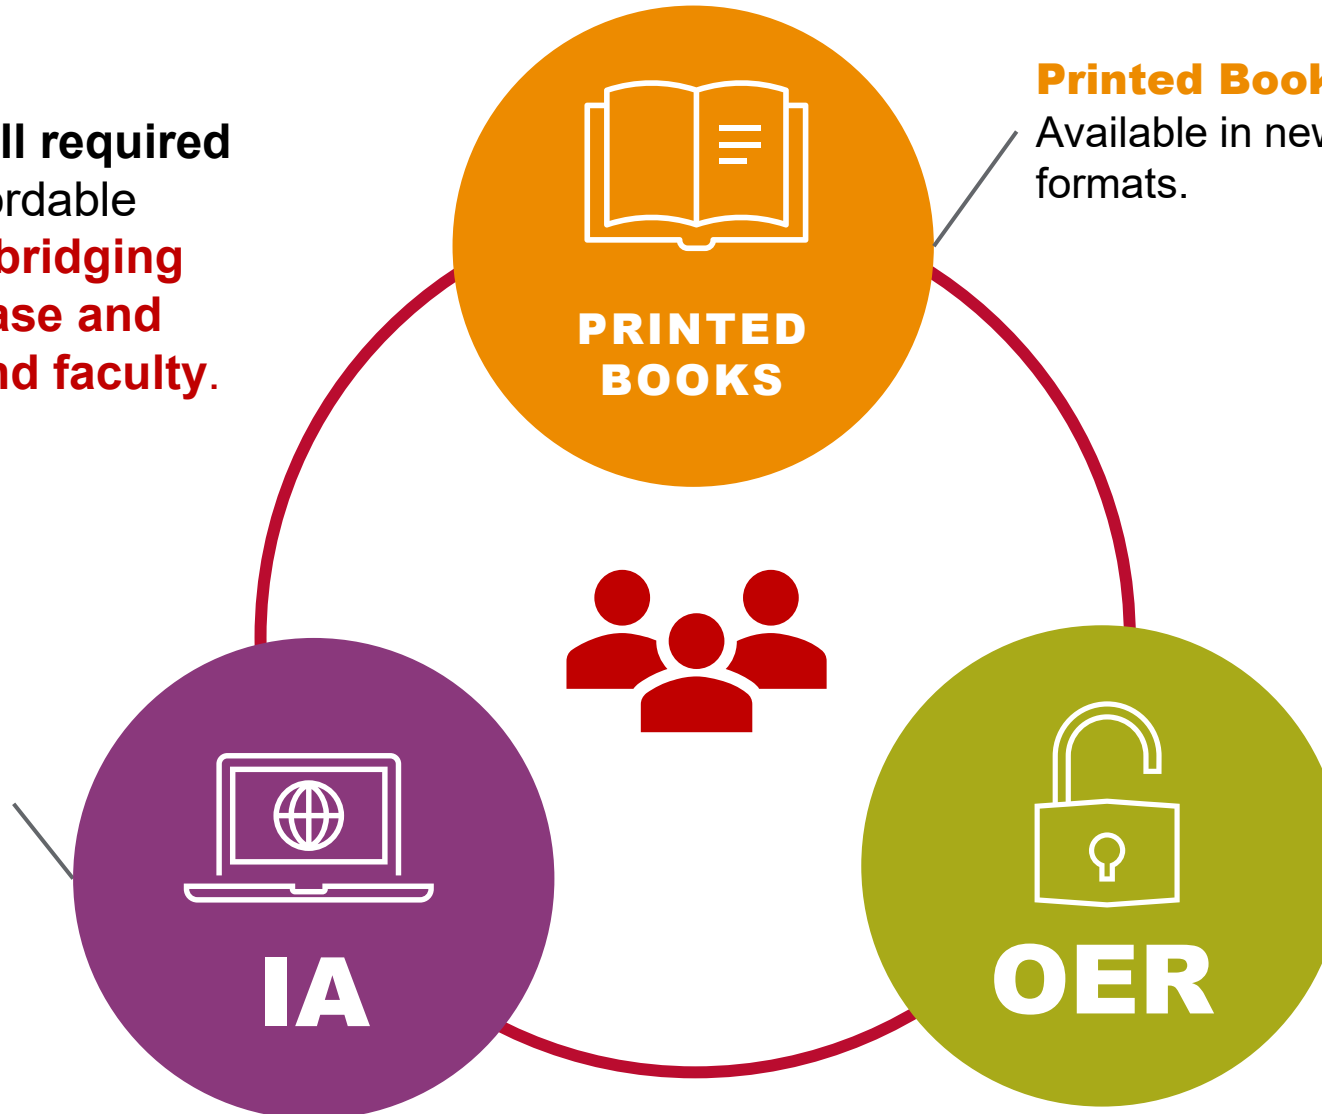 ll required
ordable
bridging
ase and
nd faculty.
Printed Book
Available in new
formats.
PRINTED
BOOKS
IA
OER